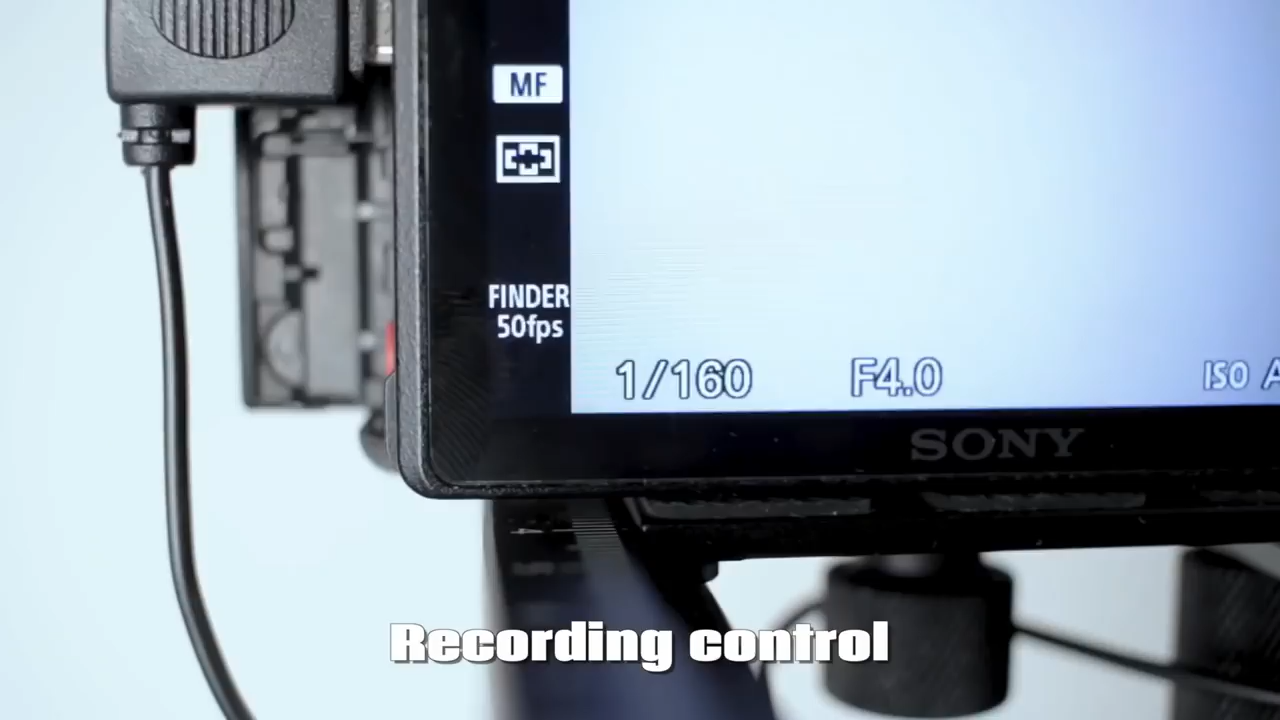 MF
FINDER
50fps
1/160 F4.0 ISO A
SONY
Recording control